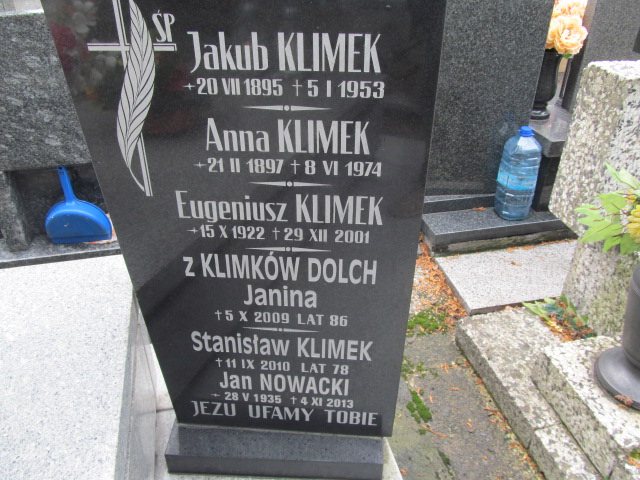 ŚP
Jakub KLIMEK
20 VII 1895 † 5 I 1953
Anna KLIMEK
21 II 1897 † 8 VI 1974
Eugeniusz KLIMEK
15 X 1922 † 29 XII 2001
z KLIMKÓW DOLCH
Janina
† 5 X 2009 LAT 86
Stanisław KLIMEK
† 11 IX 2010 LAT 78
Jan NOWACKI
28 V 1935 † 4 XI 2013
JEZU UFAMY TOBIE